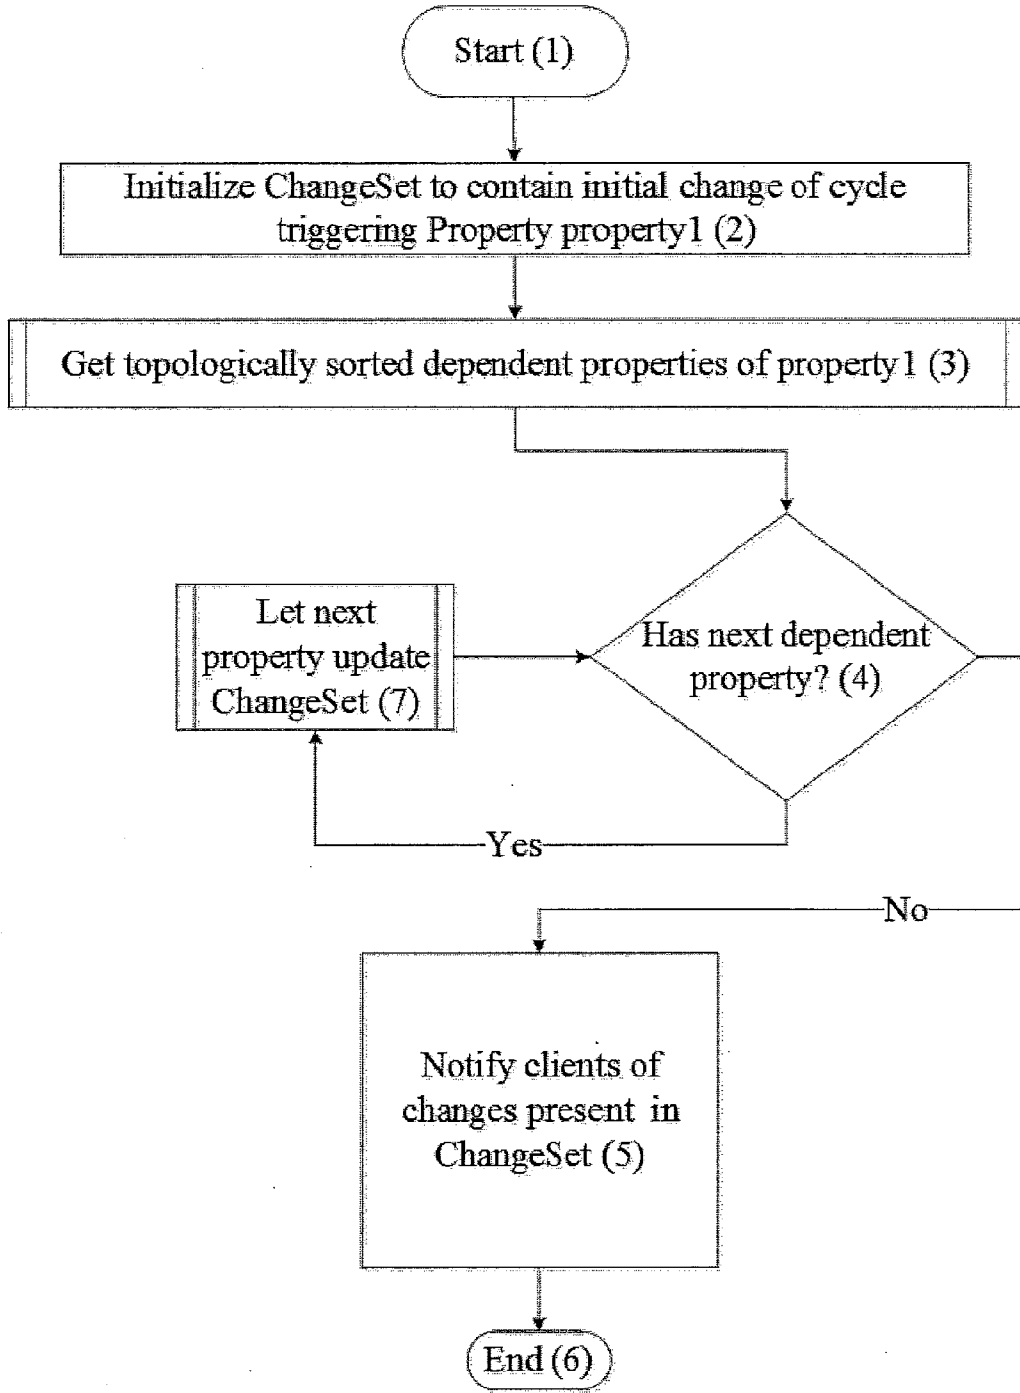 Start (1)
Initialize ChangeSet to contain initial change of cycle
triggering Property property1 (2)
Get topologically sorted dependent properties of property1 (3)
Let next
property update
ChangeSet (7)
Has next dependent
property? (4)
Yes
No
Notify clients of
changes present in
ChangeSet (5)
End (6)